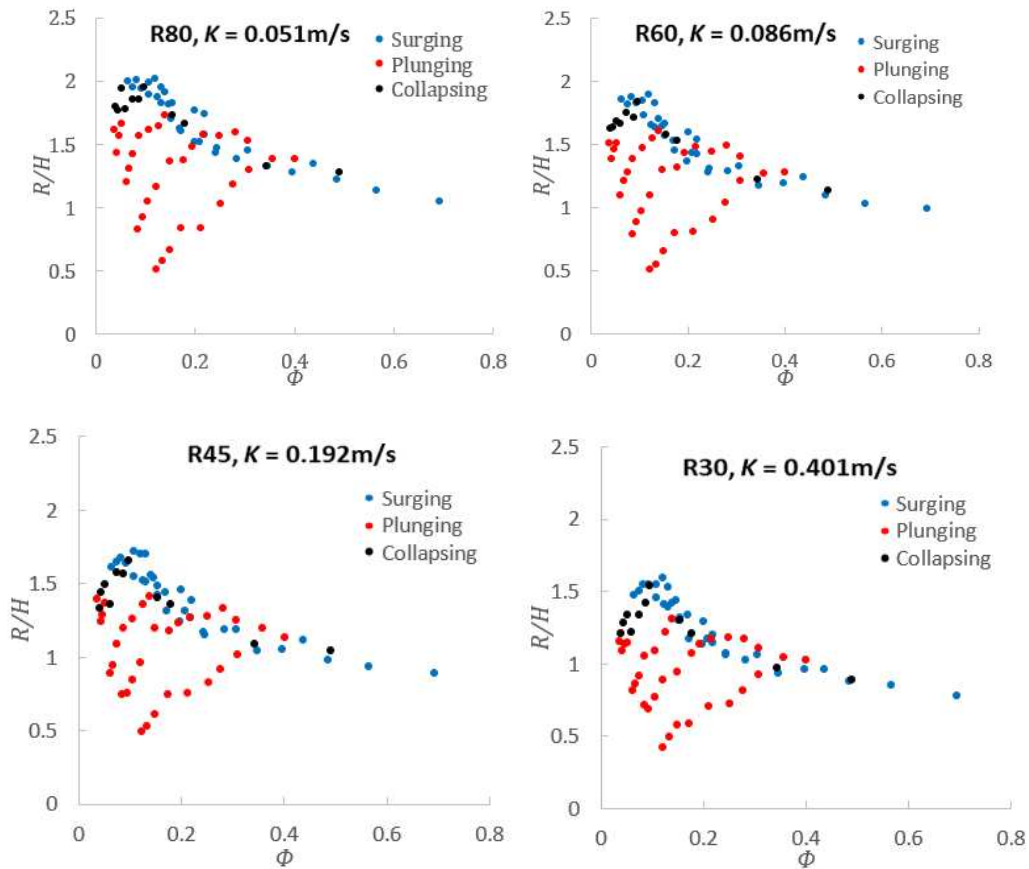 R80, K = 0.051m/s
Surging
Plunging
Collapsing
2.5
2
1.5
1
0.5
0
R/H
0 0.2 0.4 0.6 0.8
Φ
R60, K = 0.086m/s
Surging
Plunging
Collapsing
2.5
2
1.5
1
0.5
0
R/H
0 0.2 0.4 0.6 0.8
Φ
R45, K = 0.192m/s
Surging
Plunging
Collapsing
2.5
2
1.5
1
0.5
0
R/H
0 0.2 0.4 0.6 0.8
Φ
R30, K = 0.401m/s
Surging
Plunging
Collapsing
2.5
2
1.5
1
0.5
0
R/H
0 0.2 0.4 0.6 0.8
Φ